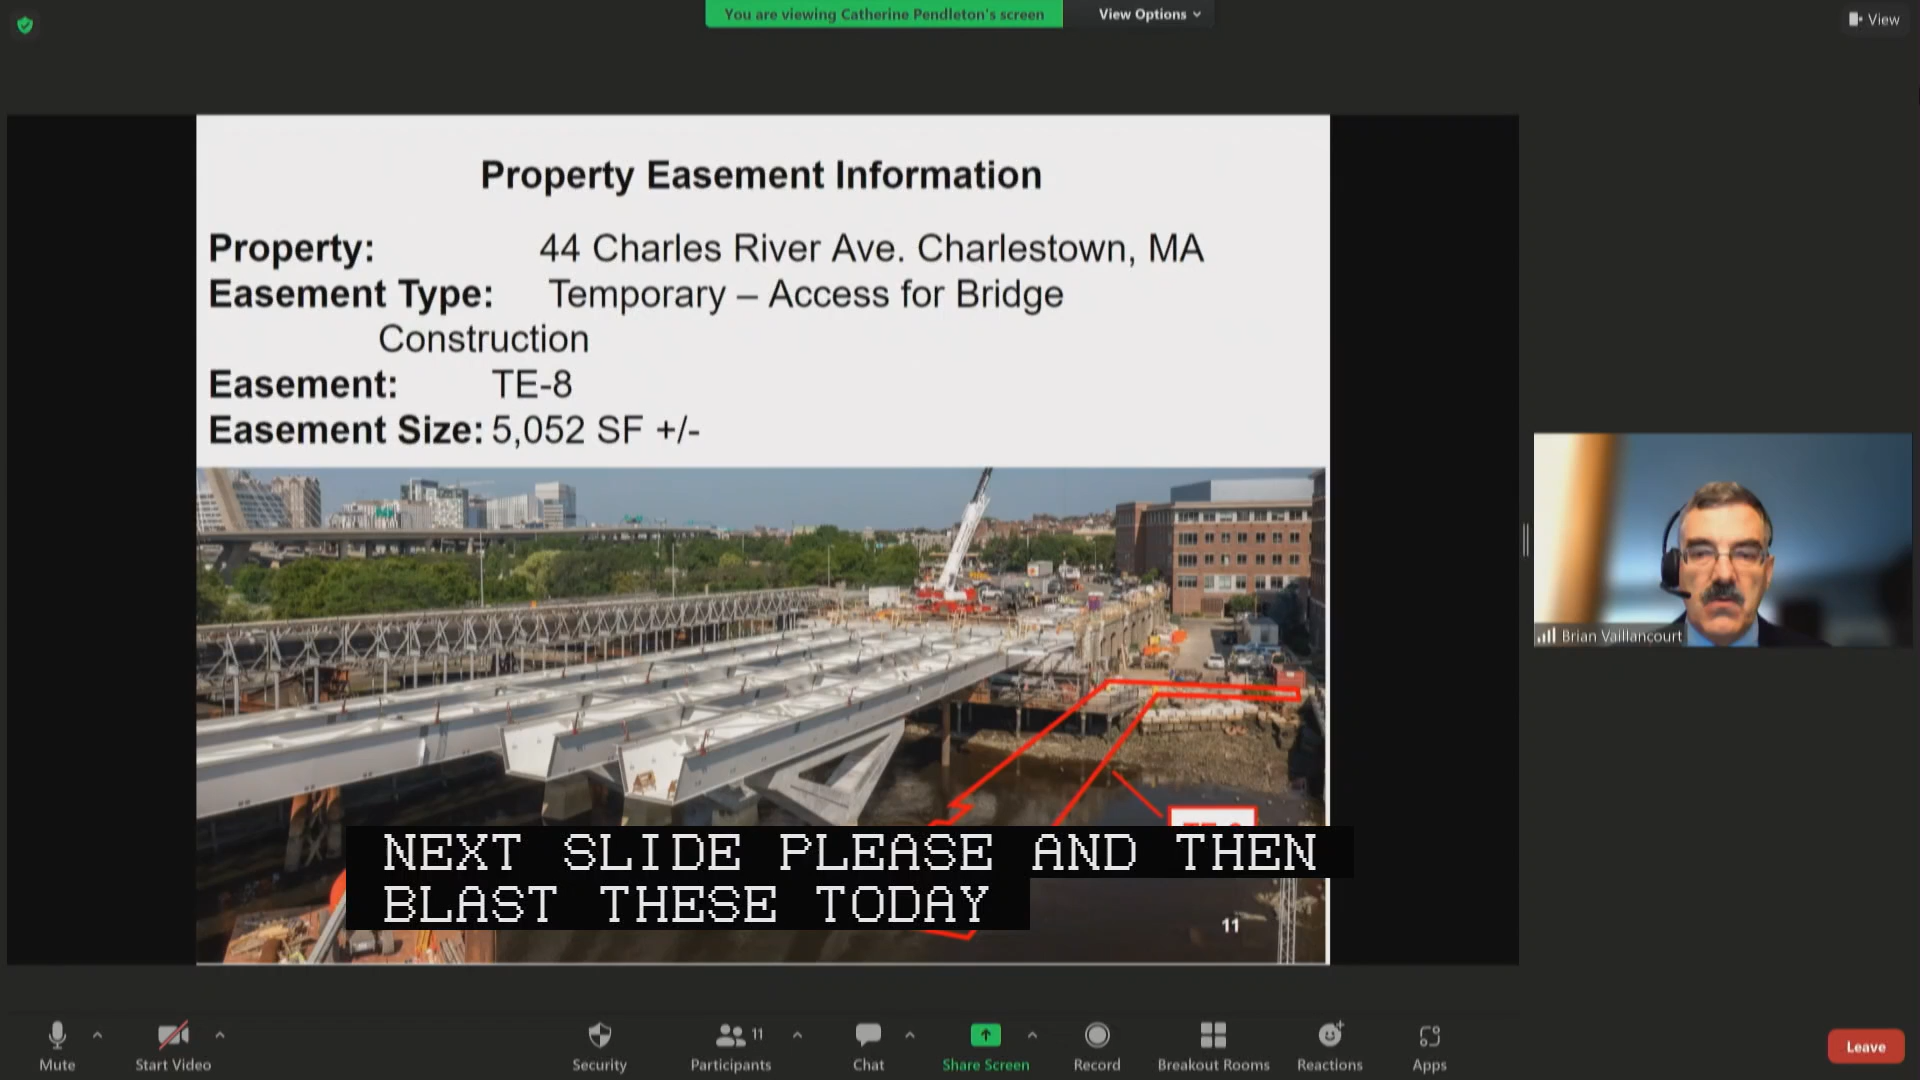 You are viewing Catherine Pendleton's screen
View Options
View
Property Easement Information
Property: 44 Charles River Ave. Charlestown, MA
Easement Type: Temporary – Access for Bridge
Construction
Easement: TE-8
Easement Size: 5,052 SF +/-
Brian Vaillancourt
NEXT SLIDE PLEASE AND THEN
BLAST THESE TODAY
11
Mute
Start Video
Security
11
Participants
Chat
Share Screen
Record
Breakout Rooms
Reactions
Apps
Leave